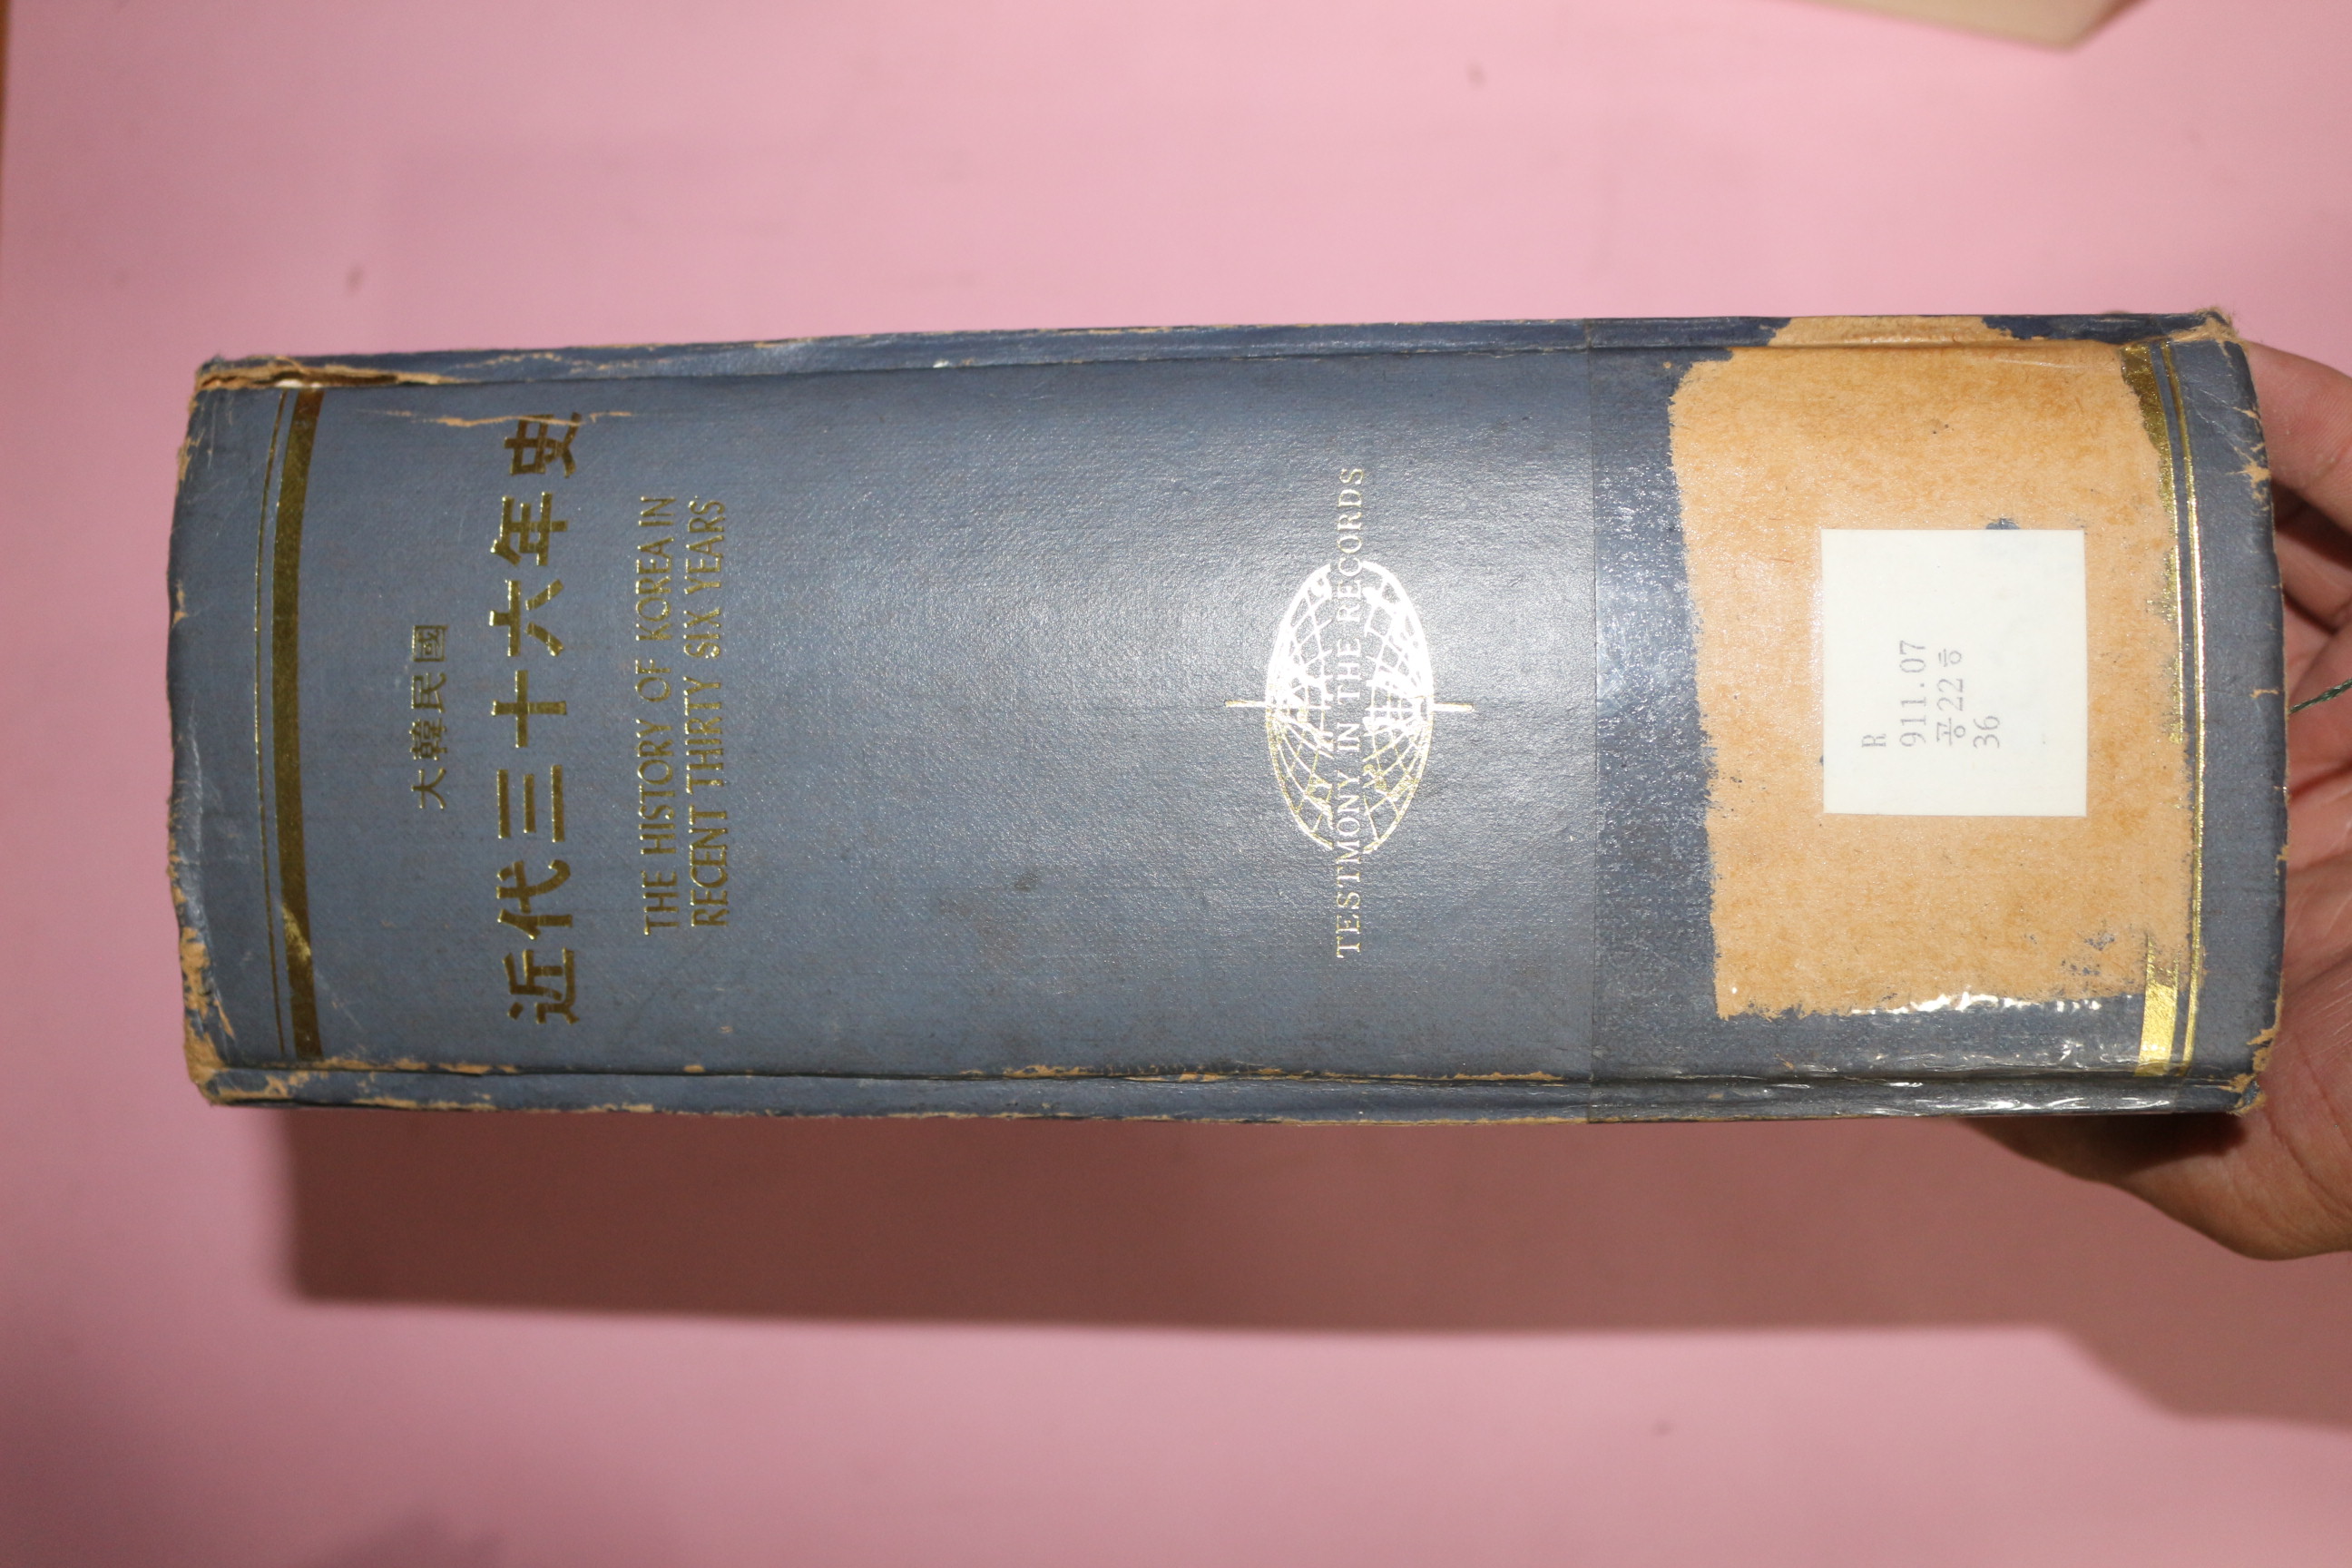 大韓民國
近代三十六年史
THE HISTORY OF KOREA IN
RECENT THIRTY SIX YEARS
TESTMONY IN THE RECORDS
R
911.07
공22ㅎ
36